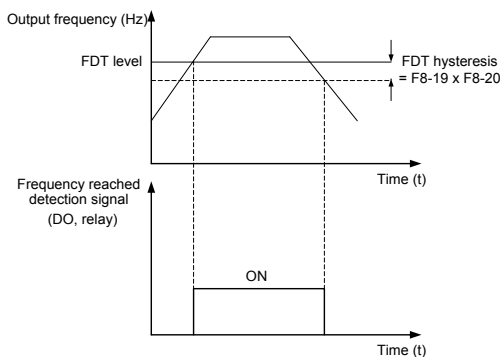 Output frequency (Hz)
FDT level
FDT hysteresis
= F8-19 x F8-20
Time (t)
Frequency reached
detection signal
(DO, relay)
ON
Time (t)